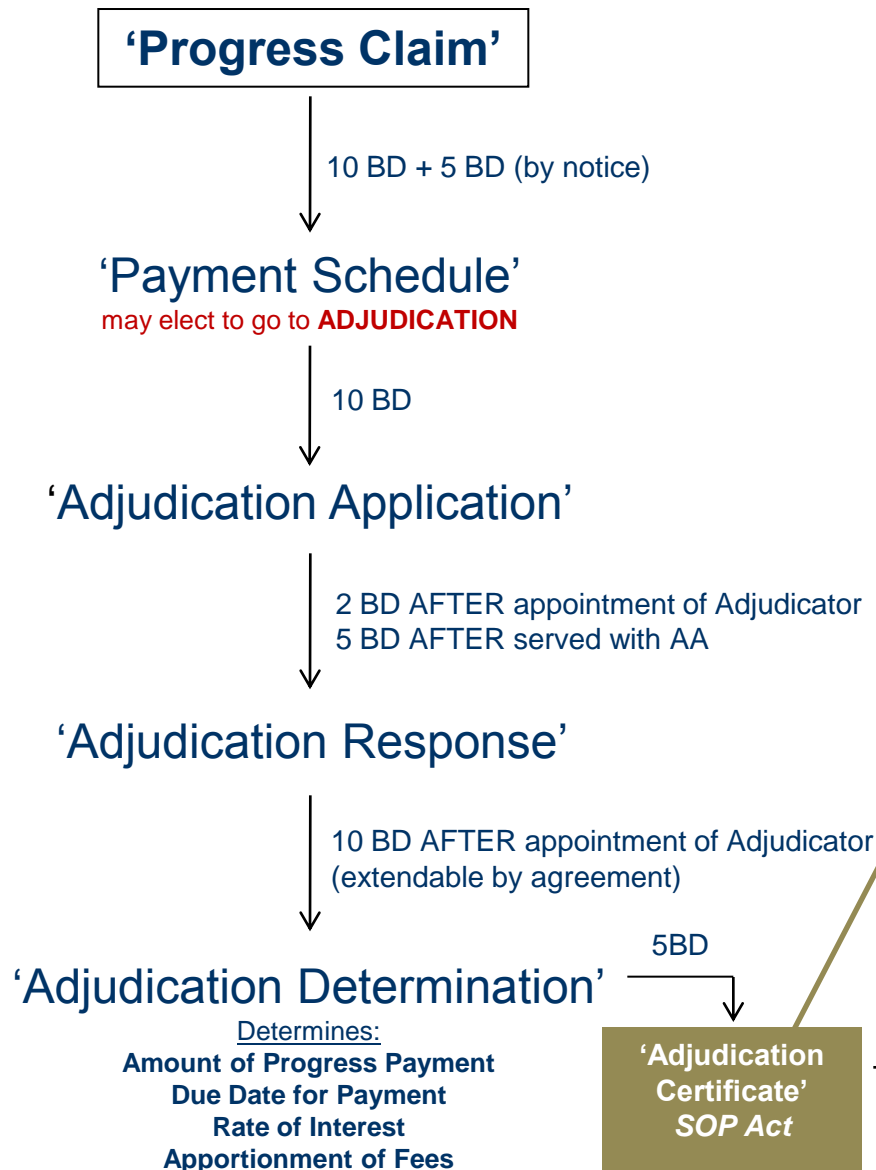 ‘Progress Claim’
10 BD + 5 BD (by notice)
‘Payment Schedule’
may elect to go to ADJUDICATION
10 BD
‘Adjudication Application’
2 BD AFTER appointment of Adjudicator
5 BD AFTER served with AA
‘Adjudication Response’
10 BD AFTER appointment of Adjudicator
(extendable by agreement)
5BD
‘Adjudication Determination’
Determines:
Amount of Progress Payment
Due Date for Payment
Rate of Interest
Apportionment of Fees
‘Adjudication
Certificate’
SOP Act